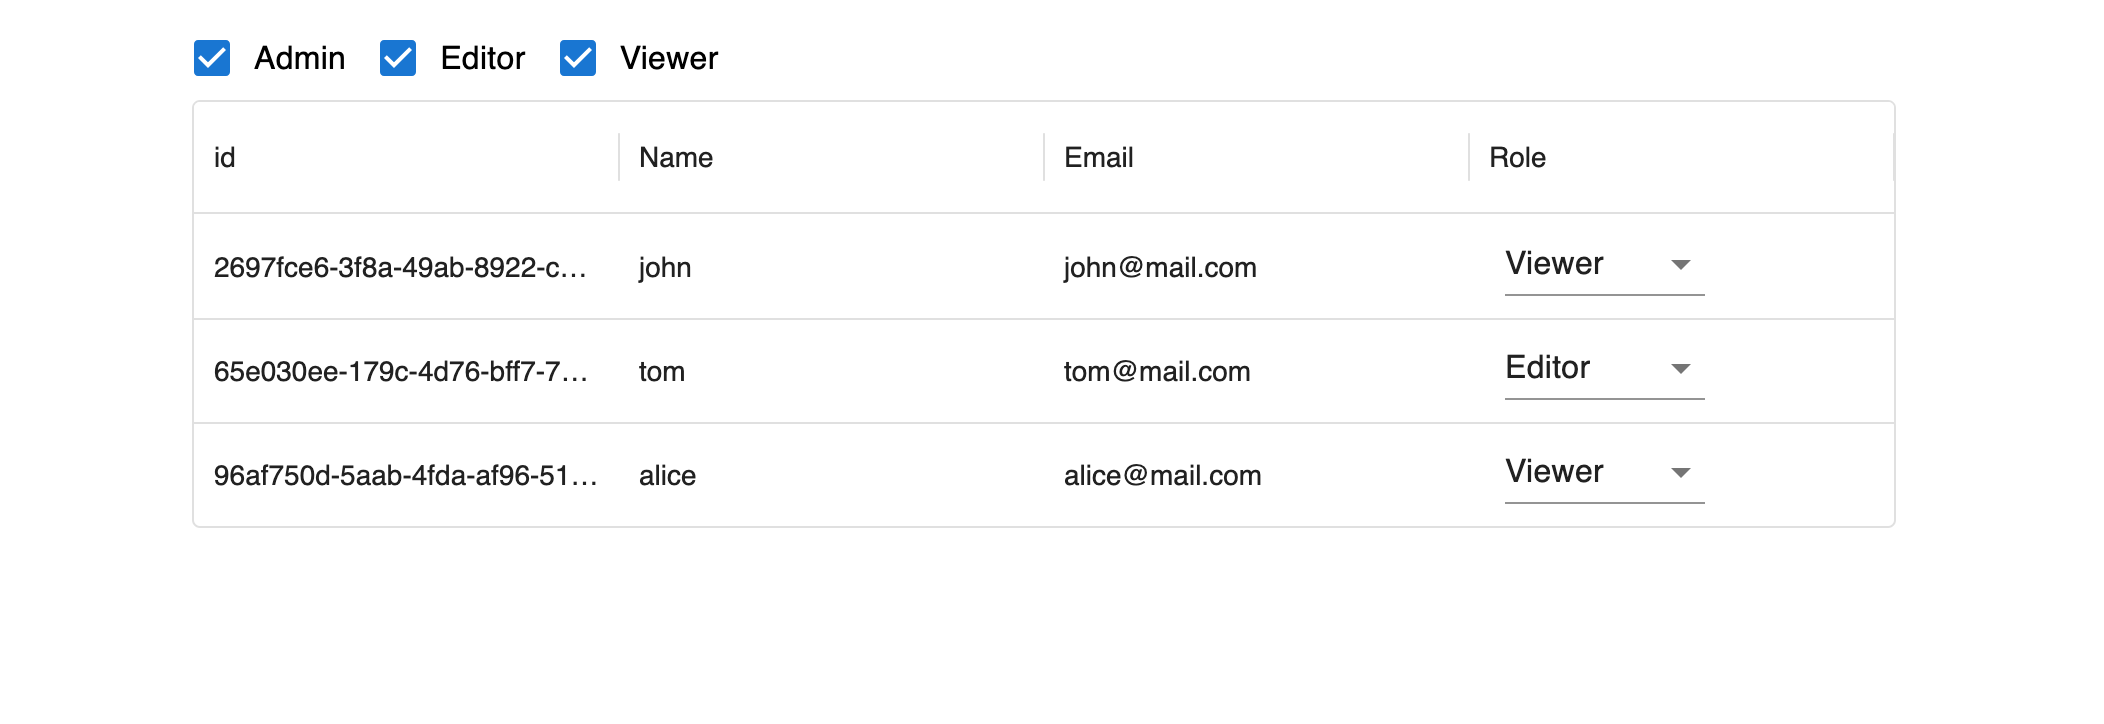 Admin Editor Viewer
id Name Email Role
2697fce6-3f8a-49ab-8922-c... john john@mail.com Viewer
65e030ee-179c-4d76-bff7-7... tom tom@mail.com Editor
96af750d-5aab-4fda-af96-51... alice alice@mail.com Viewer